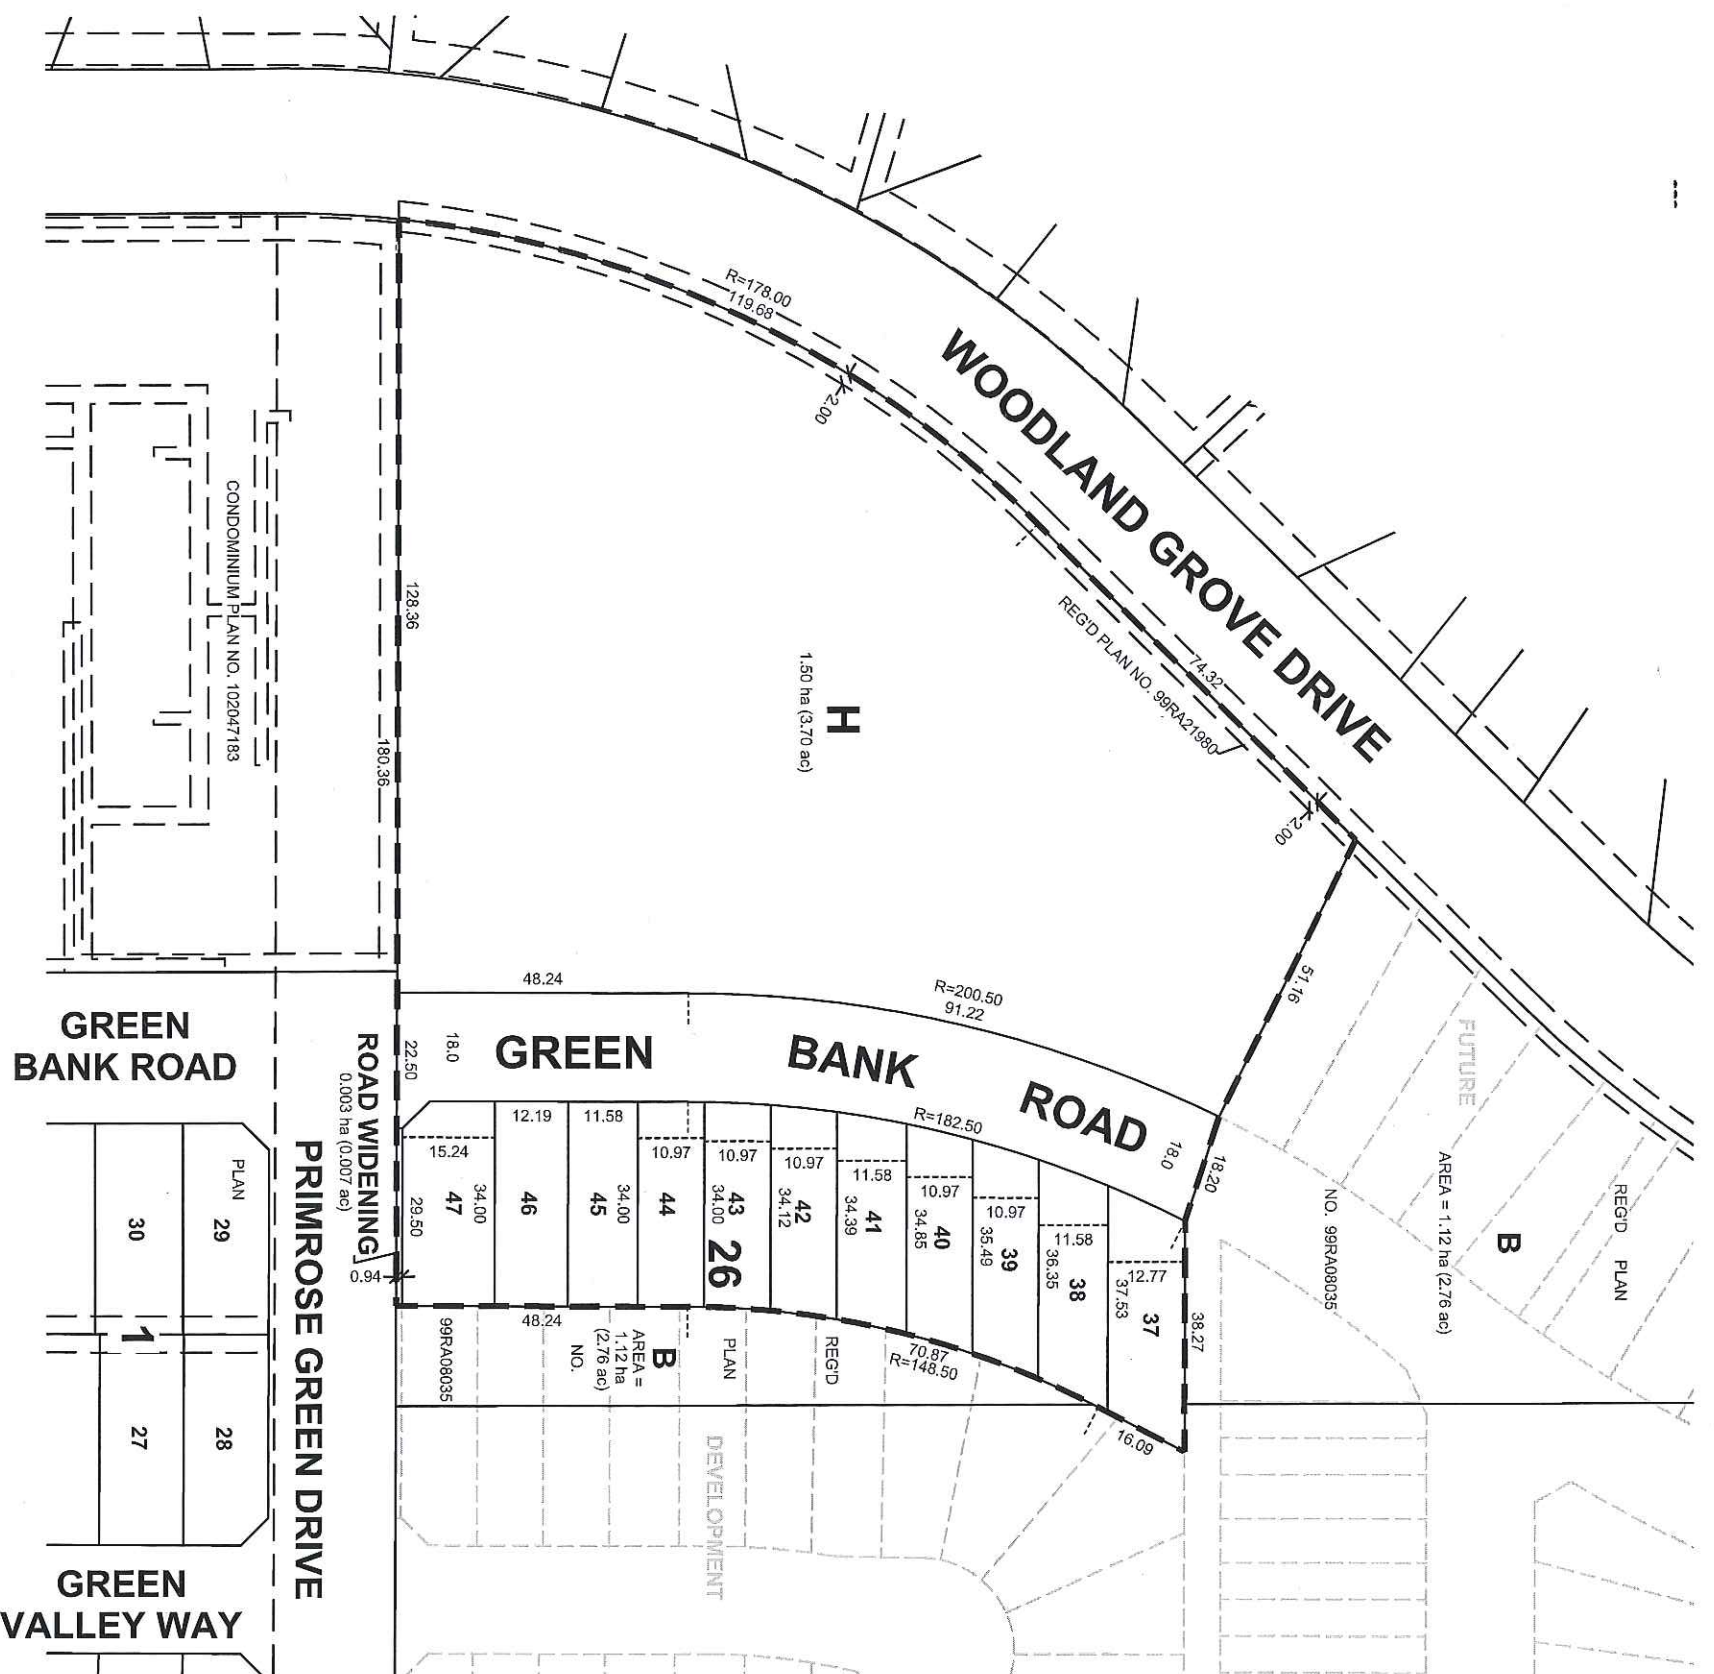 WOODLAND GROVE DRIVE
R=178.00
119.68
2.00
74.32
REG'D PLAN NO. 99RA21980
2.00
CONDOMINIUM PLAN NO. 102047183
128.36
180.36
H
1.50 ha (3.70 ac)
51.16
FUTURE
B
AREA = 1.12 ha (2.76 ac)
REG'D PLAN
NO. 99RA08035
48.24
R=200.50
91.22
GREEN BANK ROAD
18.0
22.50
R=182.50
18.0
18.20
GREEN
BANK ROAD
ROAD WIDENING
0.003 ha (0.007 ac)
0.94
PRIMROSE GREEN DRIVE
15.24
47
34.00
29.50
12.19
46
11.58
45
34.00
10.97
44
10.97
43
34.00
26
10.97
42
34.12
11.58
41
34.39
10.97
40
34.85
10.97
39
35.49
11.58
38
36.35
12.77
37
37.53
38.27
48.24
70.87
R=148.50
16.09
99RA08035
NO.
B
AREA =
1.12 ha
(2.76 ac)
PLAN
REG'D
DEVELOPMENT
PLAN
29
30
1
28
27
GREEN
VALLEY WAY